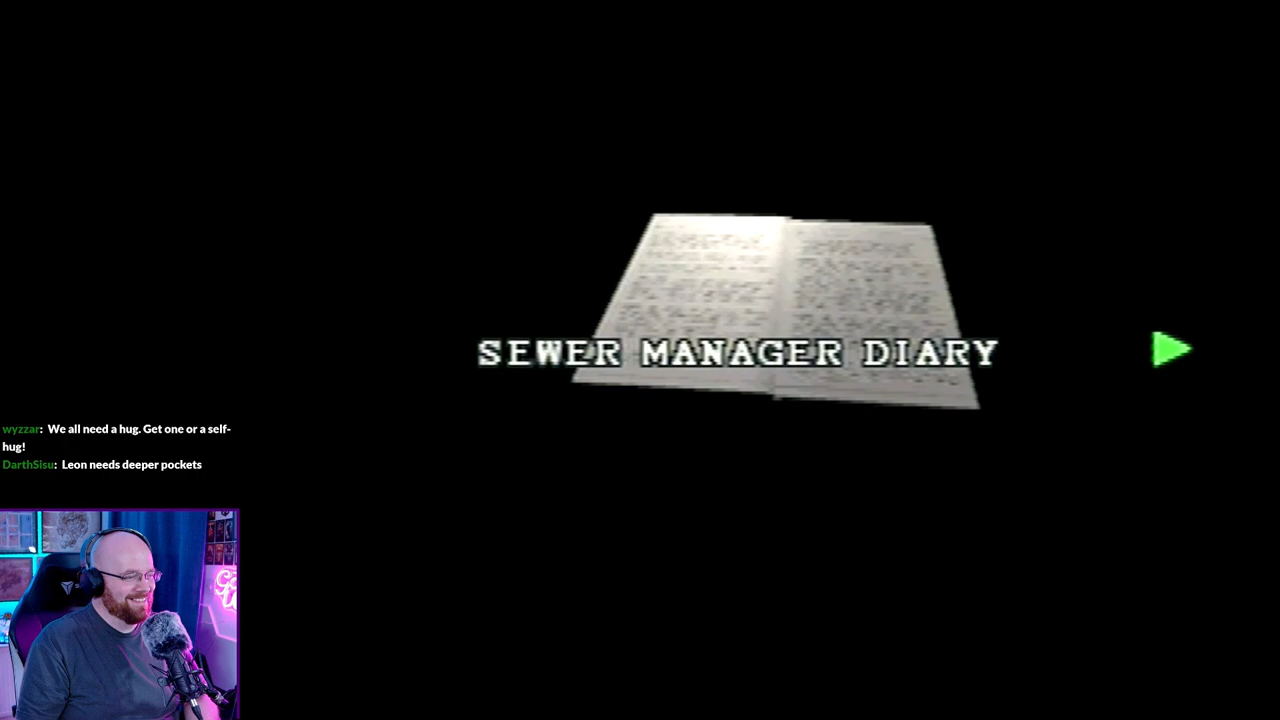 SEWER MANAGER DIARY
wyzzar: We all need a hug. Get one or a self-
hug!
DarthSisu: Leon needs deeper pockets